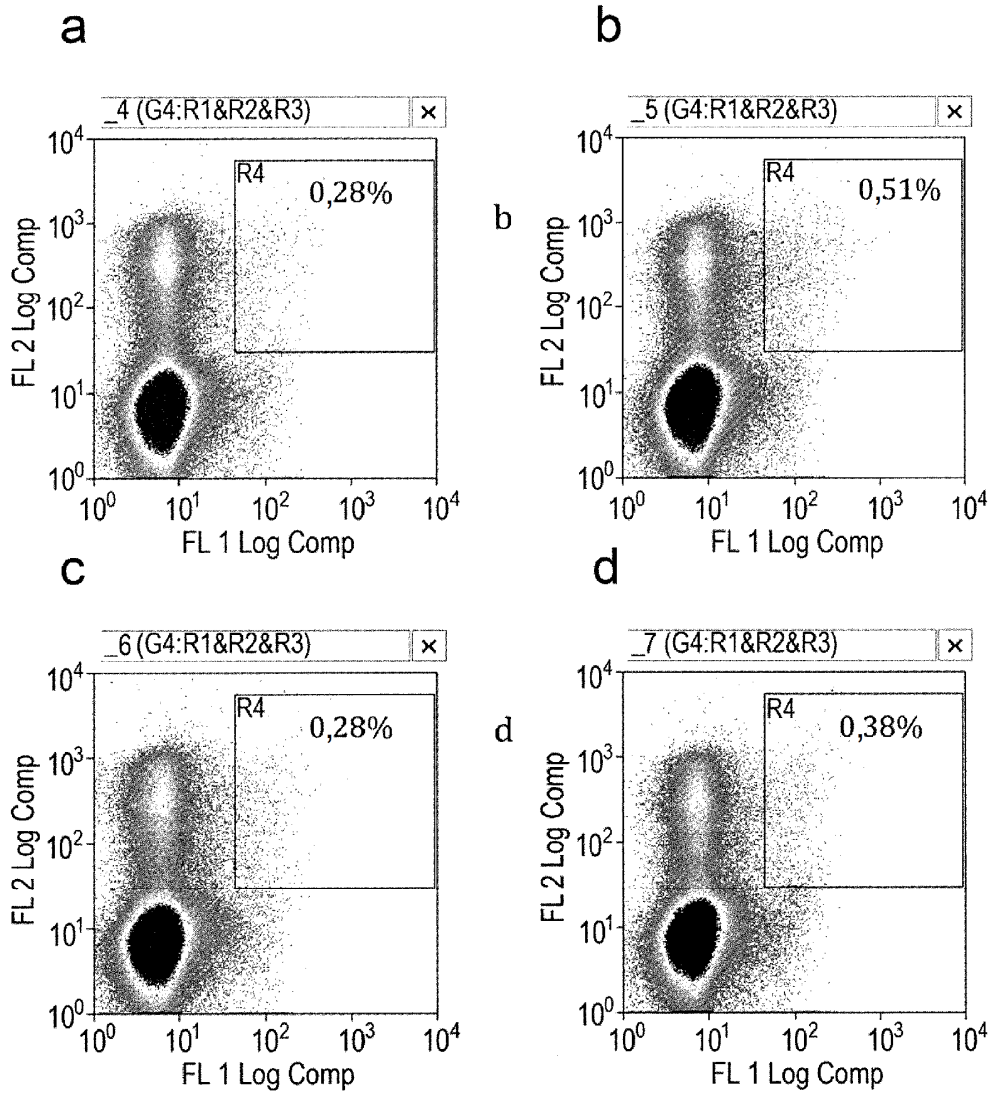 a
b
_4 (G4:R1&R2&R3) ×
_5 (G4:R1&R2&R3) ×
10⁴
10³
10²
10¹
10⁰
FL 2 Log Comp
R4
0,28%
10⁰ 10¹ 10² 10³ 10⁴
FL 1 Log Comp
b
10⁴
10³
10²
10¹
10⁰
FL 2 Log Comp
R4
0,51%
10⁰ 10¹ 10² 10³ 10⁴
FL 1 Log Comp
c
d
_6 (G4:R1&R2&R3) ×
_7 (G4:R1&R2&R3) ×
10⁴
10³
10²
10¹
10⁰
FL 2 Log Comp
R4
0,28%
10⁰ 10¹ 10² 10³ 10⁴
FL 1 Log Comp
d
10⁴
10³
10²
10¹
10⁰
FL 2 Log Comp
R4
0,38%
10⁰ 10¹ 10² 10³ 10⁴
FL 1 Log Comp